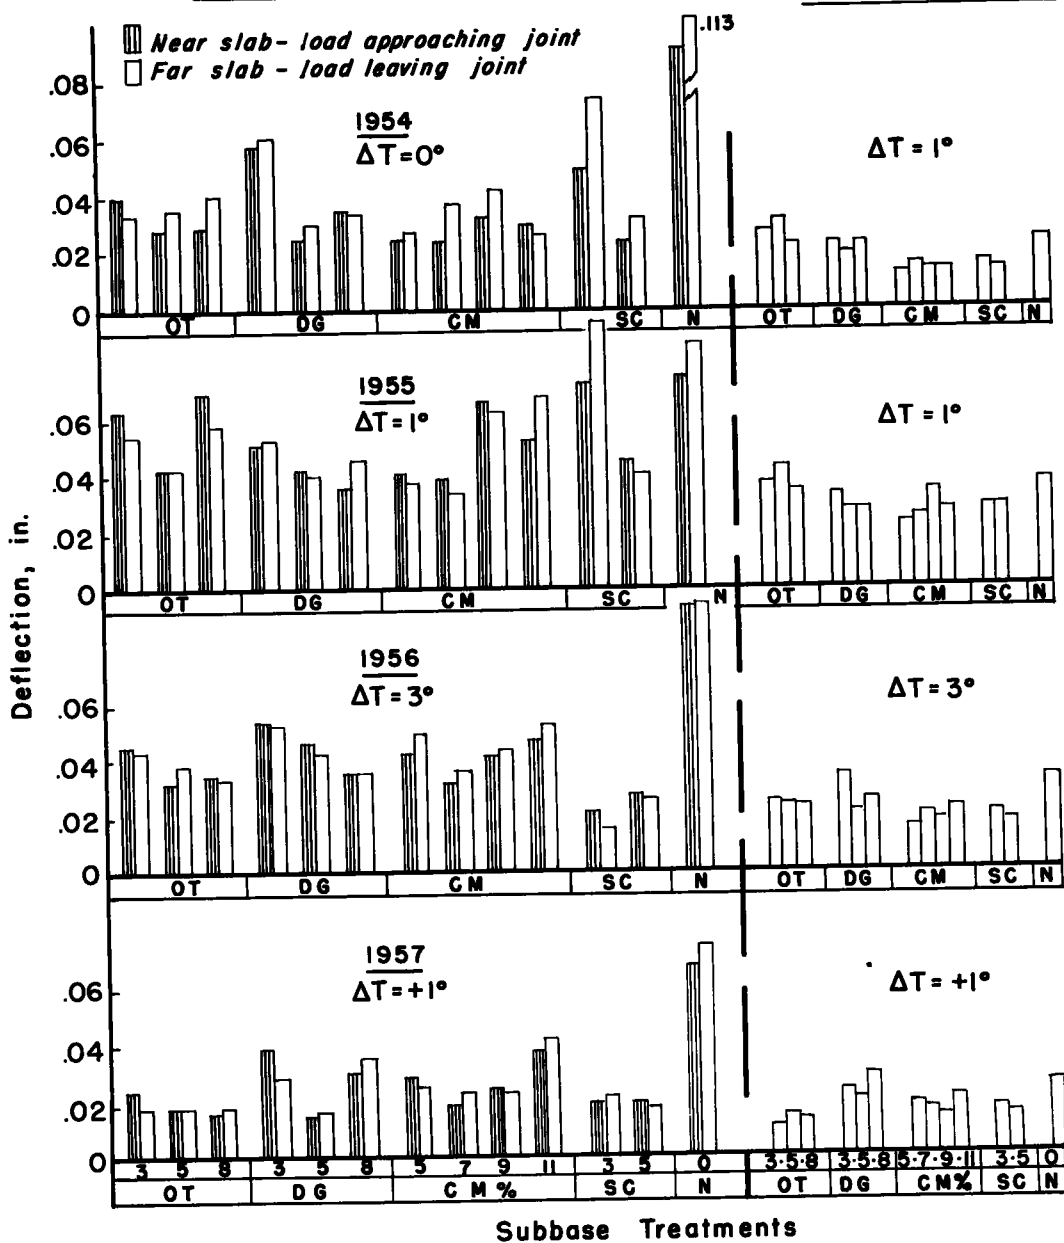 Near slab - load approaching joint
Far slab - load leaving joint
.113
.08
.06
.04
.02
0
1954
ΔT=0°
ΔT = 1°
OT DG CM SC N OT DG CM SC N
.06
.04
.02
0
1955
ΔT=1°
ΔT = 1°
OT DG CM SC N OT DG CM SC N
.06
.04
.02
0
1956
ΔT=3°
ΔT = 3°
OT DG CM SC N OT DG CM SC N
.06
.04
.02
0
1957
ΔT=+1°
ΔT = +1°
3 5 8 3 5 8 5 7 9 11 3 5 0 3·5·8 3·5·8 5·7·9·11 3·5 0
OT DG CM% SC N OT DG CM% SC N
Deflection, in.
Subbase Treatments